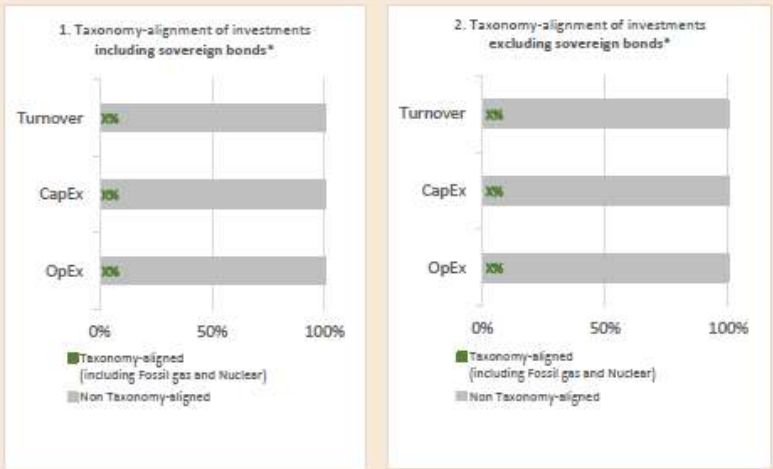 1. Taxonomy-alignment of investments
including sovereign bonds*
Turnover
X%
CapEx
X%
OpEx
X%
0%
50%
100%
Taxonomy-aligned
(including Fossil gas and Nuclear)
Non Taxonomy-aligned
2. Taxonomy-alignment of investments
excluding sovereign bonds*
Turnover
X%
CapEx
X%
OpEx
X%
0%
50%
100%
Taxonomy-aligned
(including Fossil gas and Nuclear)
Non Taxonomy-aligned